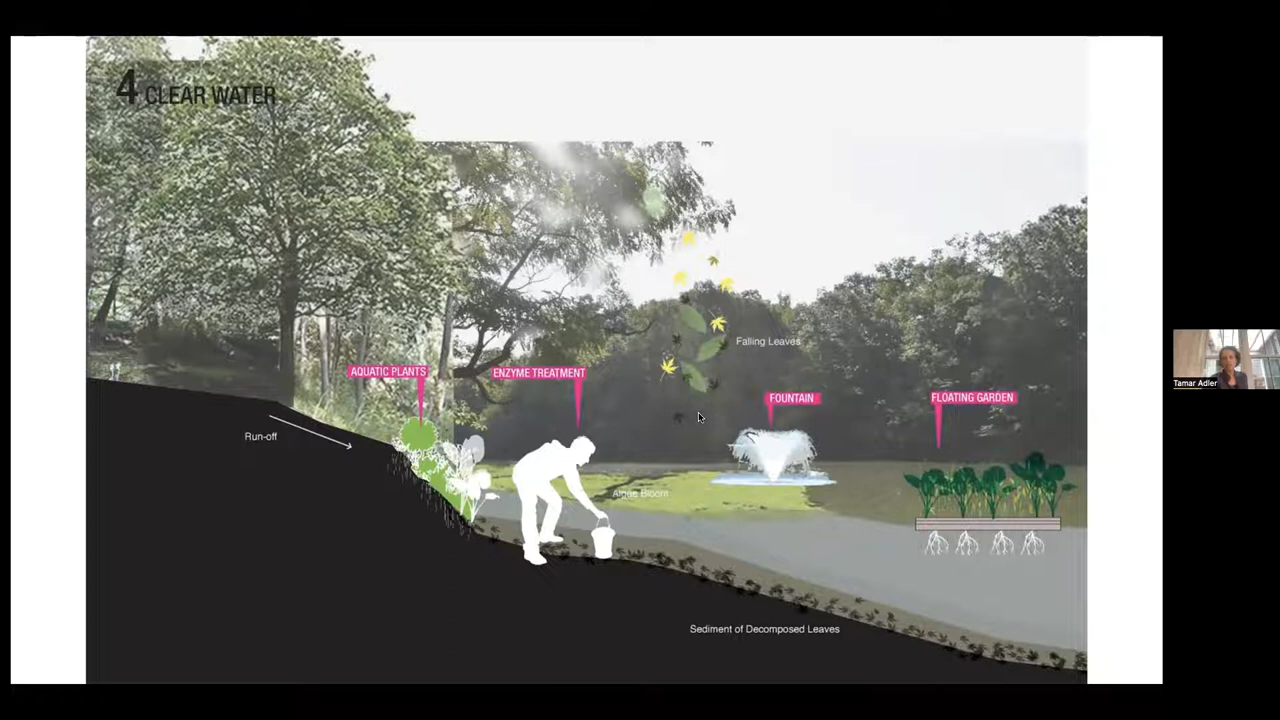 4 CLEAR WATER
Falling Leaves
AQUATIC PLANTS
ENZYME TREATMENT
FOUNTAIN
FLOATING GARDEN
Run-off
Algae Bloom
Sediment of Decomposed Leaves
Tamar Adler